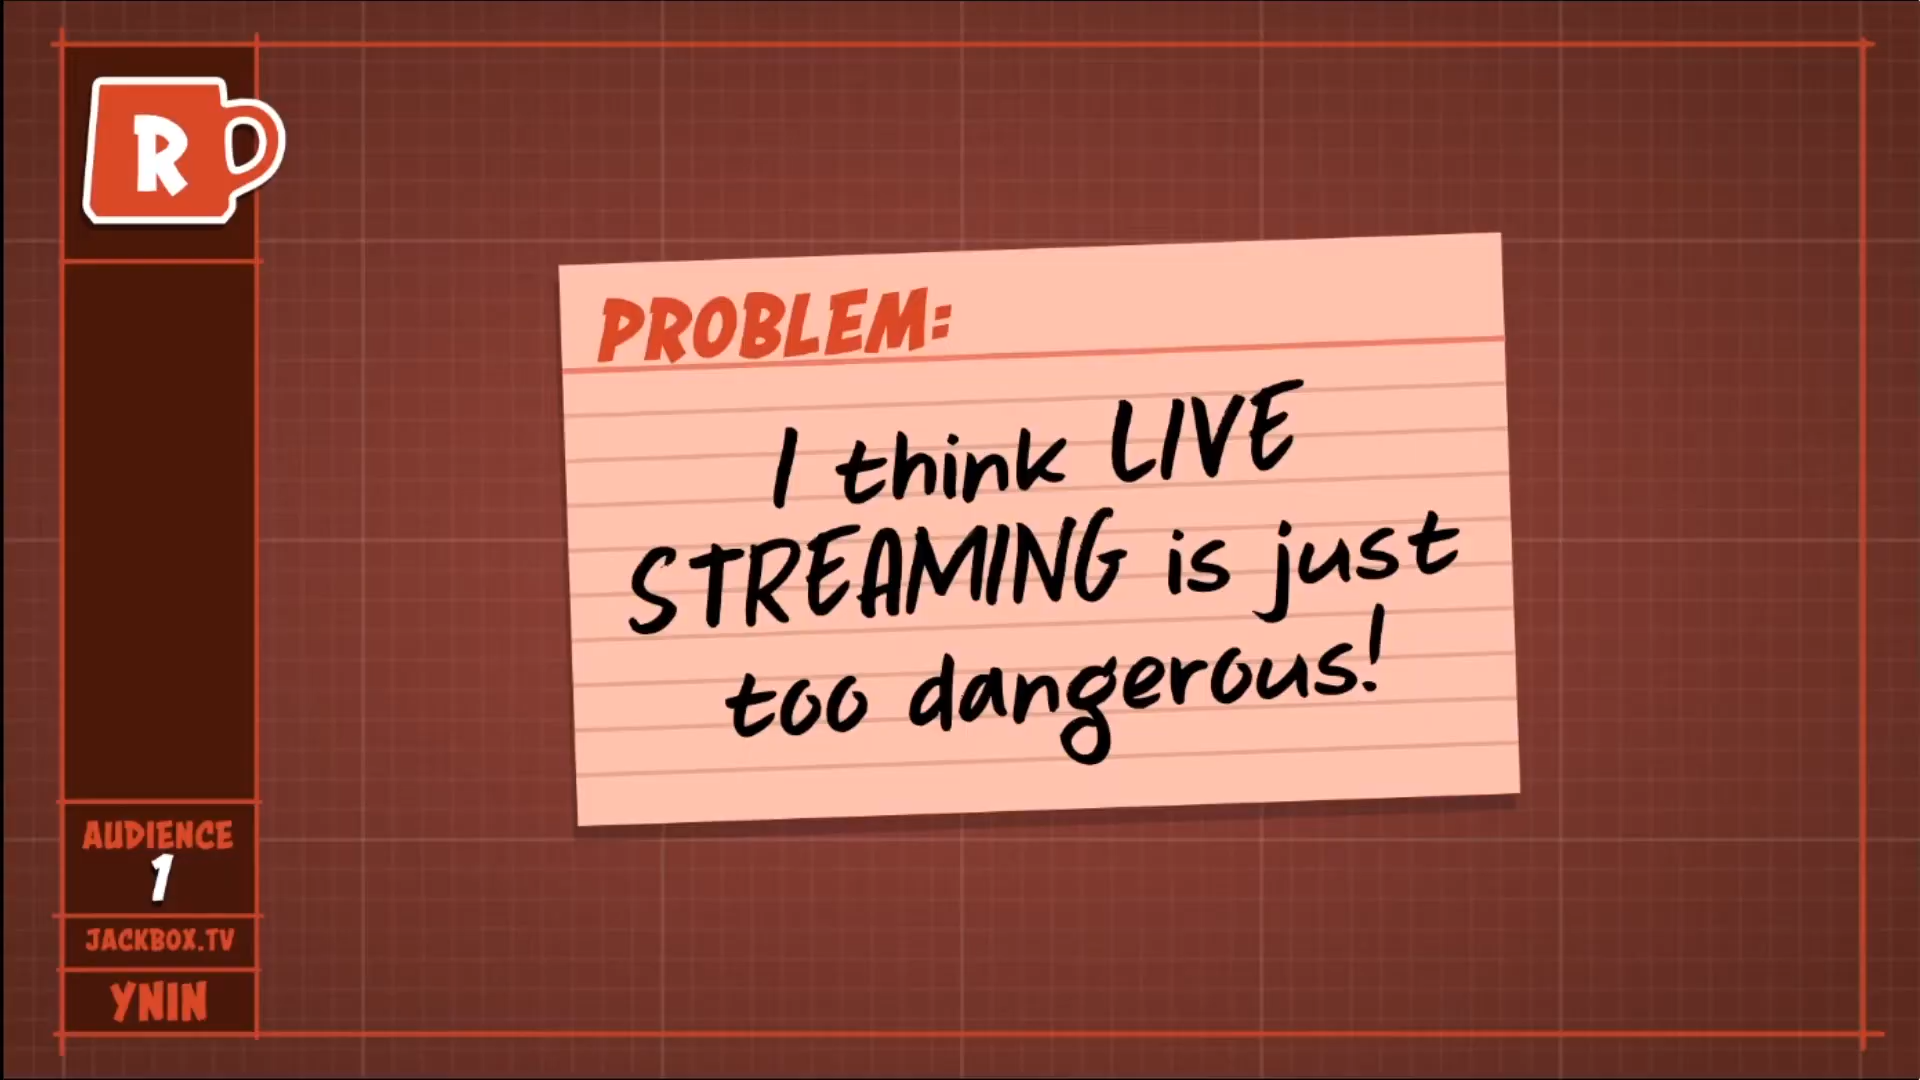 R
PROBLEM:
I think LIVE
STREAMING is just
too dangerous!
AUDIENCE
1
JACKBOX.TV
YNIN